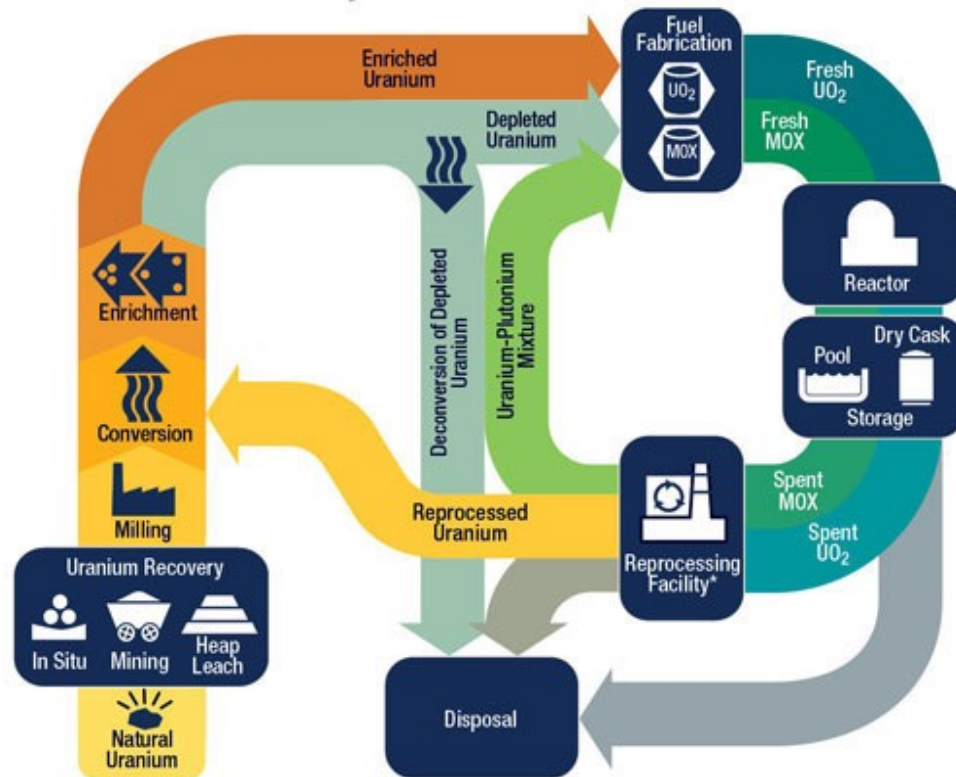 Fuel
Fabrication
UO₂
MOX
Enriched
Uranium
Depleted
Uranium
Fresh
UO₂
Fresh
MOX
Reactor
Dry Cask
Pool
Storage
Enrichment
Conversion
Milling
Deconversion of Depleted
Uranium
Uranium-Plutonium
Mixture
Reprocessed
Uranium
Reprocessing
Facility*
Spent
MOX
Spent
UO₂
Uranium Recovery
In Situ
Mining
Heap
Leach
Natural
Uranium
Disposal